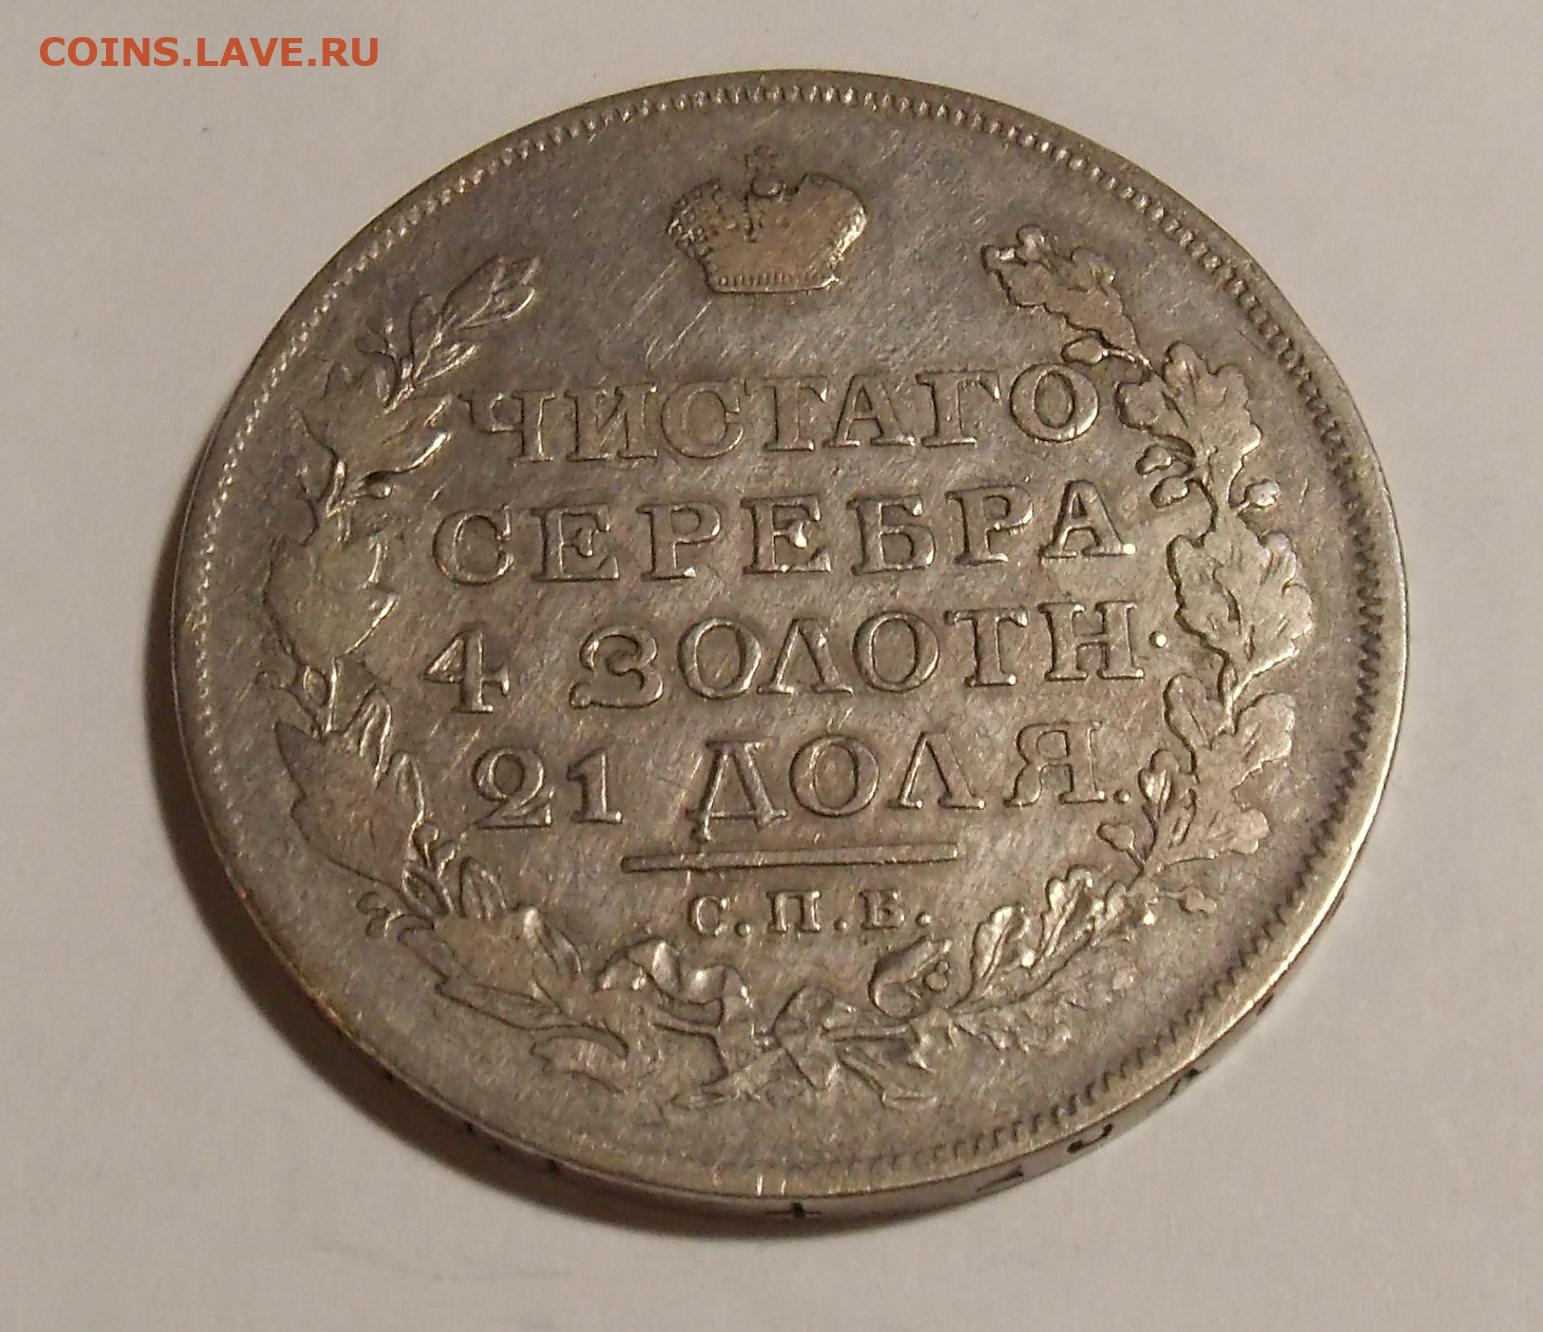 COINS.LAVE.RU
ЧИСТАГО
СЕРЕБРА
4 ЗОЛОТН.
21 ДОЛЯ.
С.П.Б.